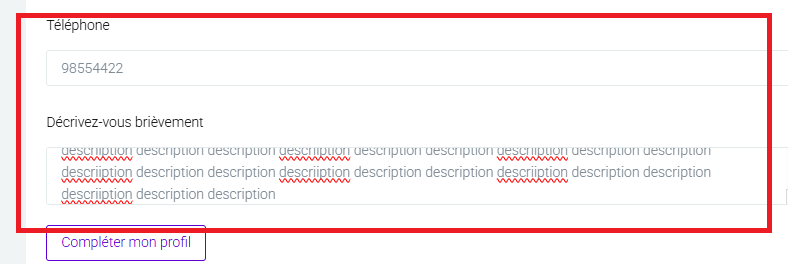 Téléphone
98554422
Décrivez-vous brièvement
descriiption description description descriiption description description descriiption description description
descriiption description description descriiption description description descriiption description description
descriiption description description
Compléter mon profil